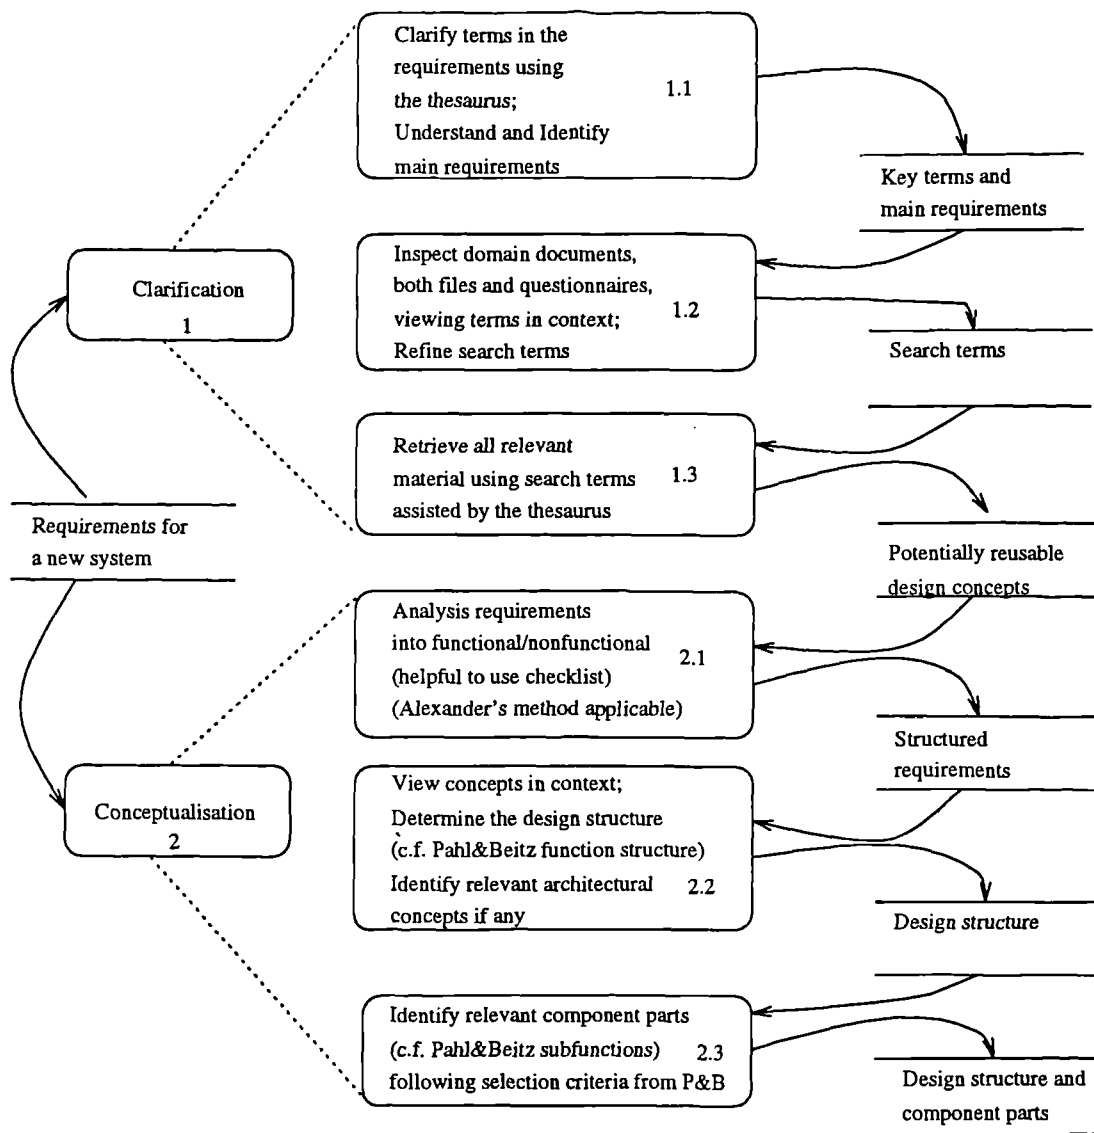 Clarify terms in the
requirements using
the thesaurus;
Understand and Identify
main requirements
1.1
Key terms and
main requirements
Clarification
1
Inspect domain documents,
both files and questionnaires,
viewing terms in context;
Refine search terms
1.2
Search terms
Retrieve all relevant
material using search terms
assisted by the thesaurus
1.3
Requirements for
a new system
Potentially reusable
design concepts
Analysis requirements
into functional/nonfunctional
(helpful to use checklist)
(Alexander's method applicable)
2.1
Structured
requirements
Conceptualisation
2
View concepts in context;
Determine the design structure
(c.f. Pahl&Beitz function structure)
Identify relevant architectural
concepts if any
2.2
Design structure
Identify relevant component parts
(c.f. Pahl&Beitz subfunctions)
following selection criteria from P&B
2.3
Design structure and
component parts